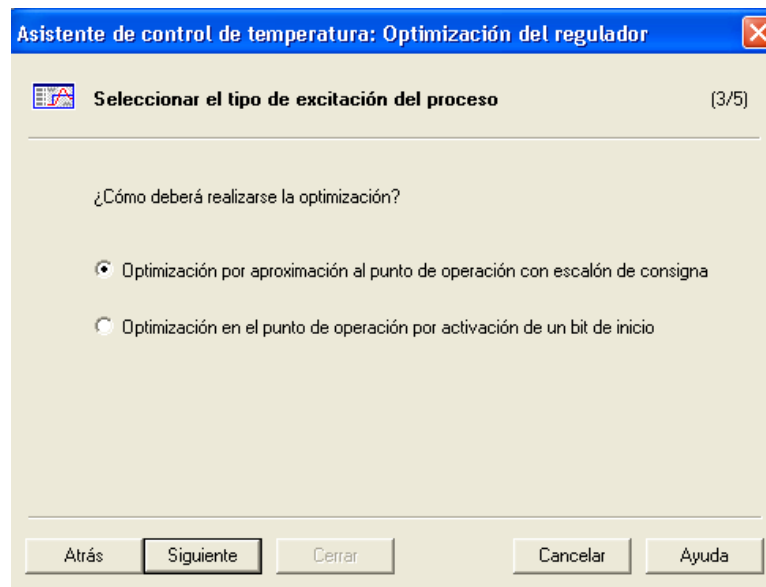 Asistente de control de temperatura: Optimización del regulador
Seleccionar el tipo de excitación del proceso (3/5)
¿Cómo deberá realizarse la optimización?
Optimización por aproximación al punto de operación con escalón de consigna
Optimización en el punto de operación por activación de un bit de inicio
Atrás Siguiente Cerrar Cancelar Ayuda